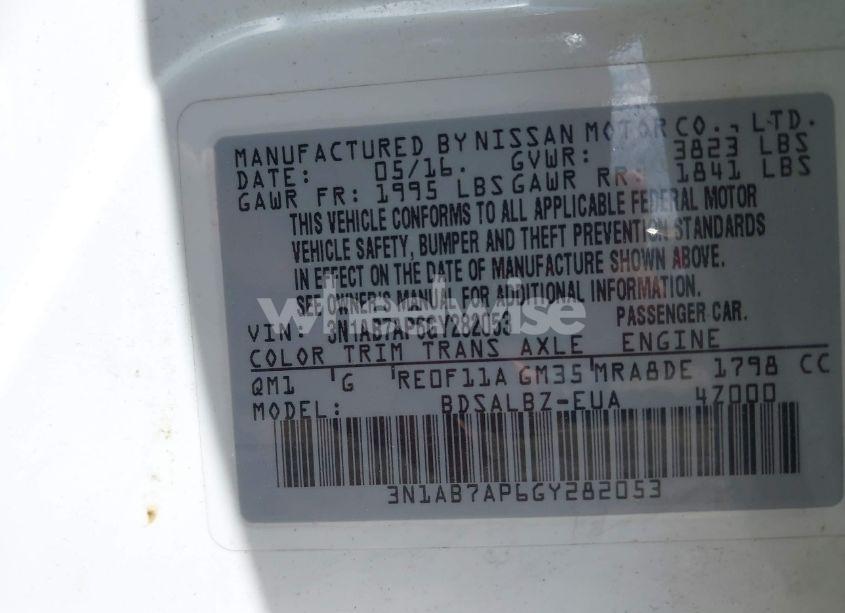 MANUFACTURED BY NISSAN MOTOR CO., LTD.
DATE: 05/16. GVWR: 3823 LBS
GAWR FR: 1995 LBS GAWR RR: 1841 LBS
THIS VEHICLE CONFORMS TO ALL APPLICABLE FEDERAL MOTOR
VEHICLE SAFETY, BUMPER AND THEFT PREVENTION STANDARDS
IN EFFECT ON THE DATE OF MANUFACTURE SHOWN ABOVE.
SEE OWNER'S MANUAL FOR ADDITIONAL INFORMATION.
wheelwise
VIN: 3N1AB7AP6GY282053 PASSENGER CAR.
COLOR TRIM TRANS AXLE ENGINE
QM1 G RE0F11A GM35 MRA8DE 1798 CC
MODEL: BDSALBZ-EUA 4Z000
3N1AB7AP6GY282053